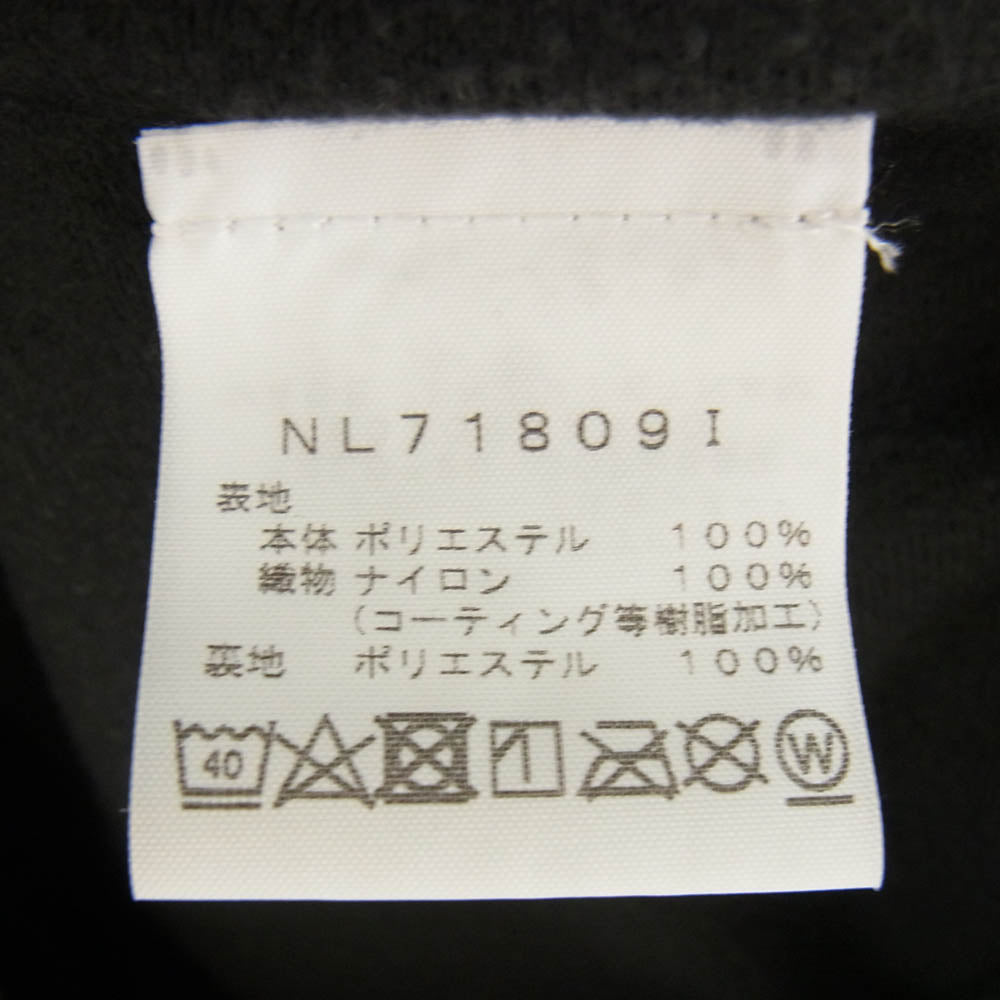 NL71809I
表地
本体 ポリエステル 100%
織物 ナイロン 100%
(コーティング等樹脂加工)
裏地 ポリエステル 100%
40
W